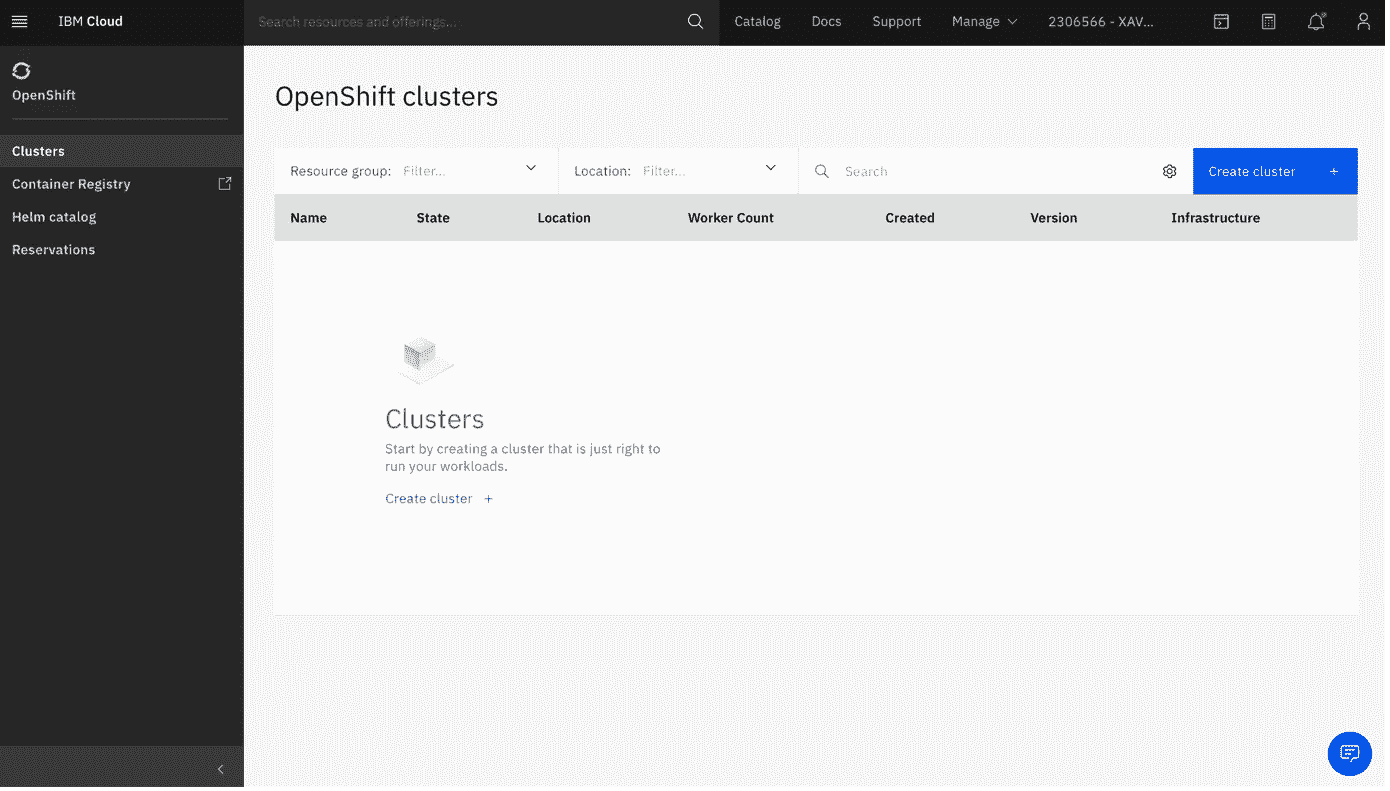 IBM Cloud
Search resources and offerings...
Catalog
Docs
Support
Manage
2306566 - XAV...
OpenShift
Clusters
Container Registry
Helm catalog
Reservations
OpenShift clusters
Resource group: Filter...
Location: Filter...
Search
Create cluster +
Name State Location Worker Count Created Version Infrastructure
Clusters
Start by creating a cluster that is just right to
run your workloads.
Create cluster +